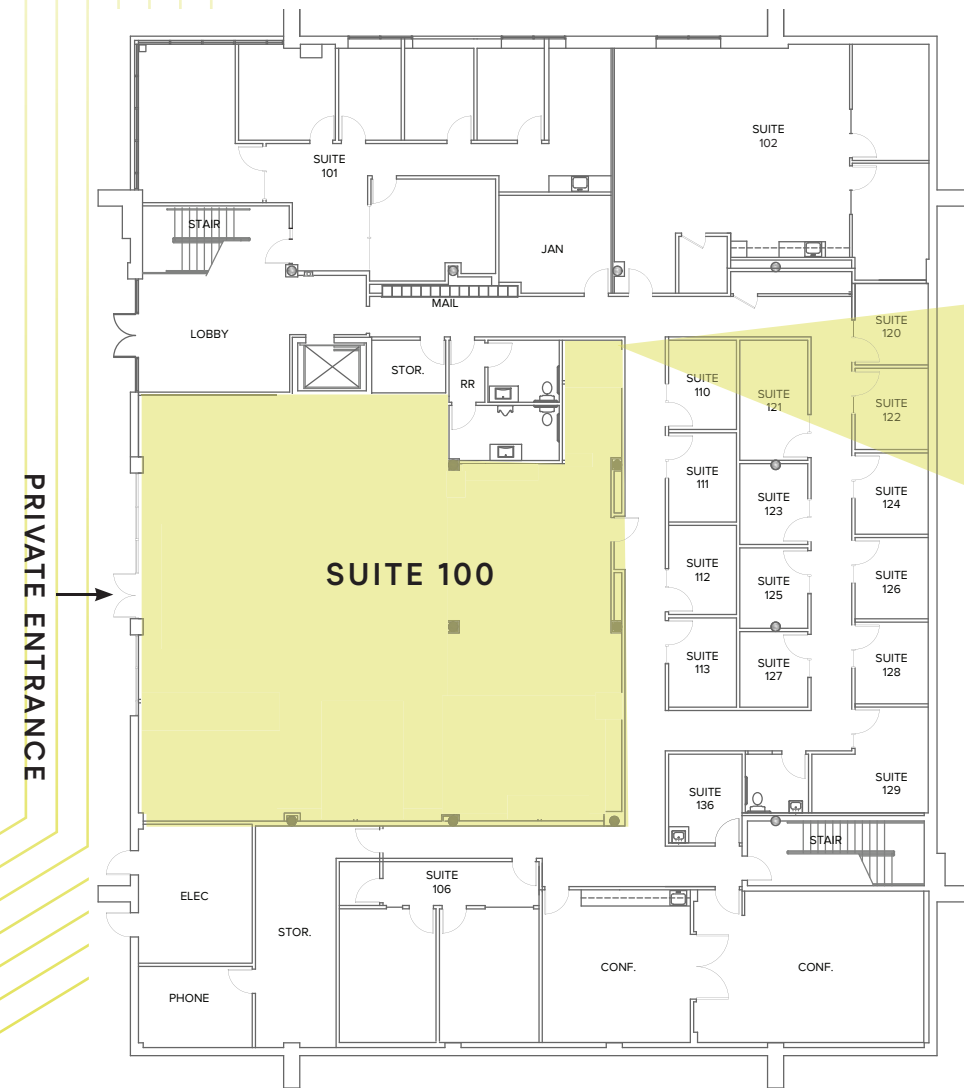 SUITE
101
SUITE
102
STAIR
JAN
MAIL
LOBBY
STOR.
RR
SUITE
110
SUITE
121
SUITE
120
SUITE
122
SUITE
111
SUITE
123
SUITE
124
PRIVATE ENTRANCE
SUITE 100
SUITE
112
SUITE
125
SUITE
126
SUITE
113
SUITE
127
SUITE
128
SUITE
136
SUITE
129
STAIR
ELEC
STOR.
SUITE
106
CONF.
CONF.
PHONE